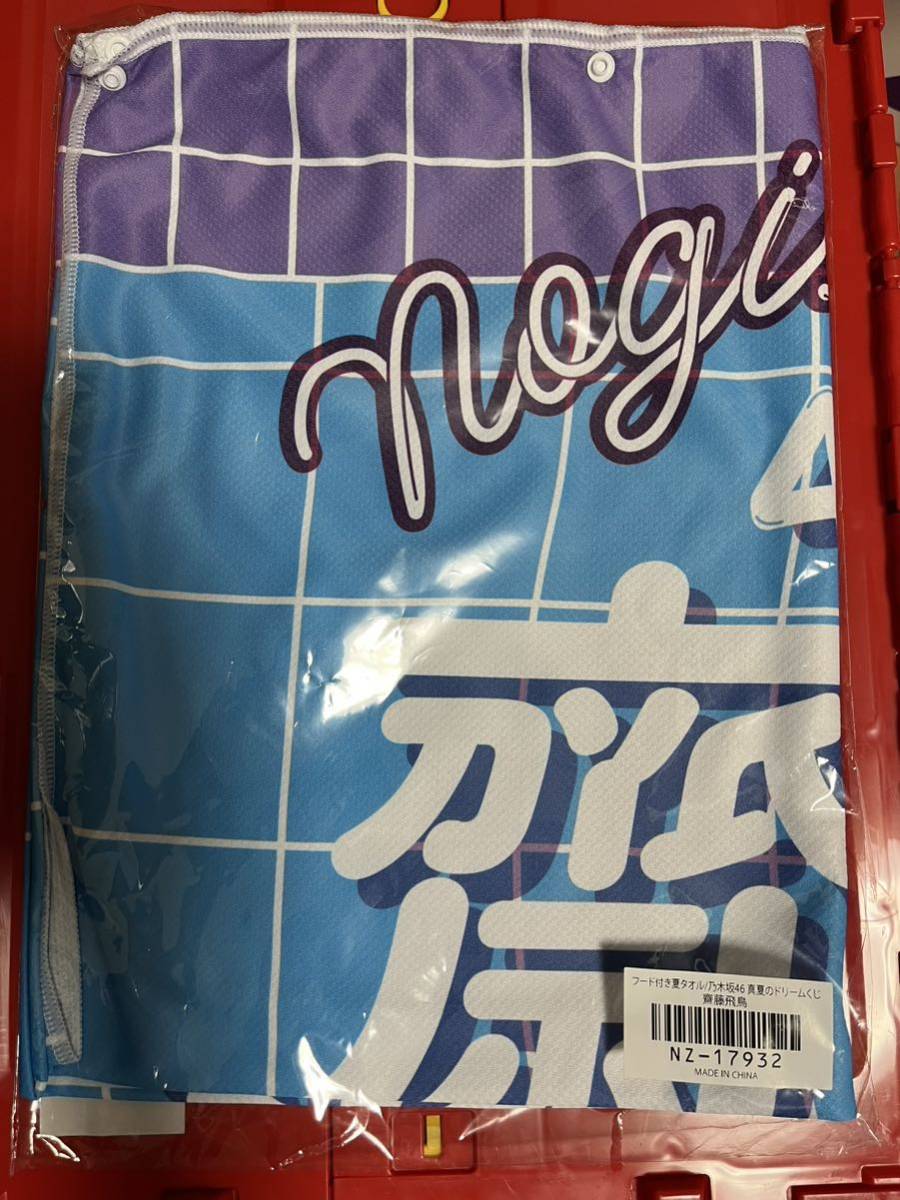 nogi
齋
フード付き夏タオル/乃木坂46 真夏のドリームくじ
齋藤飛鳥
NZ-17932
MADE IN CHINA